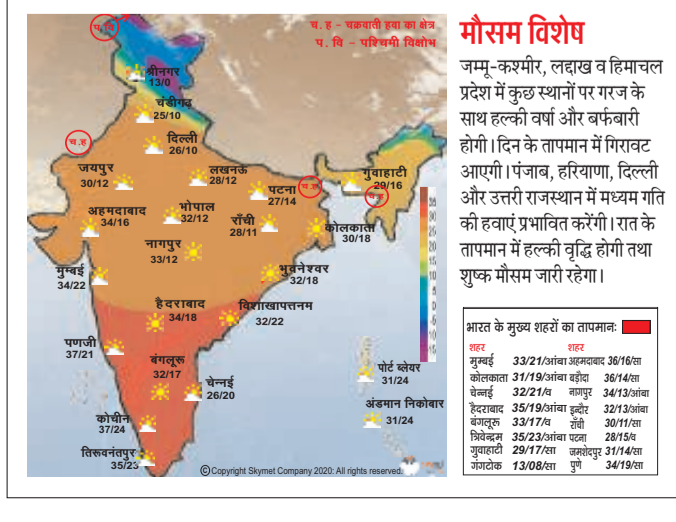 च. ह - चक्रवाती हवा का क्षेत्र
प. वि - पश्चिमी विक्षोभ
प. वि
श्रीनगर
13/0
चंडीगढ़
25/10
च.ह
दिल्ली
26/10
जयपुर
30/12
लखनऊ
28/12
पटना
27/14
च.ह
गुवाहाटी
29/16
च.ह
अहमदाबाद
34/16
भोपाल
32/12
राँची
28/11
कोलकाता
30/18
नागपुर
33/12
मुम्बई
34/22
भुवनेश्वर
32/18
हैदराबाद
34/18
विशाखापत्तनम
32/22
पणजी
37/21
बंगलूरू
32/17
चेन्नई
26/20
पोर्ट ब्लेयर
31/24
अंडमान निकोबार
31/24
कोचीन
37/24
तिरूवनंतपुर
35/23
©Copyright Skymet Company 2020: All rights reserved.
मौसम विशेष
जम्मू-कश्मीर, लद्दाख व हिमाचल
प्रदेश में कुछ स्थानों पर गरज के
साथ हल्की वर्षा और बर्फबारी
होगी। दिन के तापमान में गिरावट
आएगी। पंजाब, हरियाणा, दिल्ली
और उत्तरी राजस्थान में मध्यम गति
की हवाएं प्रभावित करेंगी। रात के
तापमान में हल्की वृद्धि होगी तथा
शुष्क मौसम जारी रहेगा।
भारत के मुख्य शहरों का तापमानः
शहर शहर
मुम्बई 33/21/आंबा अहमदाबाद 36/16/सा
कोलकाता 31/19/आंबा बड़ौदा 36/14/सा
चेन्नई 32/21/व नागपुर 34/13/आंबा
हैदराबाद 35/19/आंबा इन्दौर 32/13/आंबा
बंगलूरू 33/17/व राँची 30/11/सा
त्रिवेन्द्रम 35/23/आंबा पटना 28/15/व
गुवाहाटी 29/17/सा जमशेदपुर 31/14/सा
गंगटोक 13/08/सा पुणे 34/19/सा